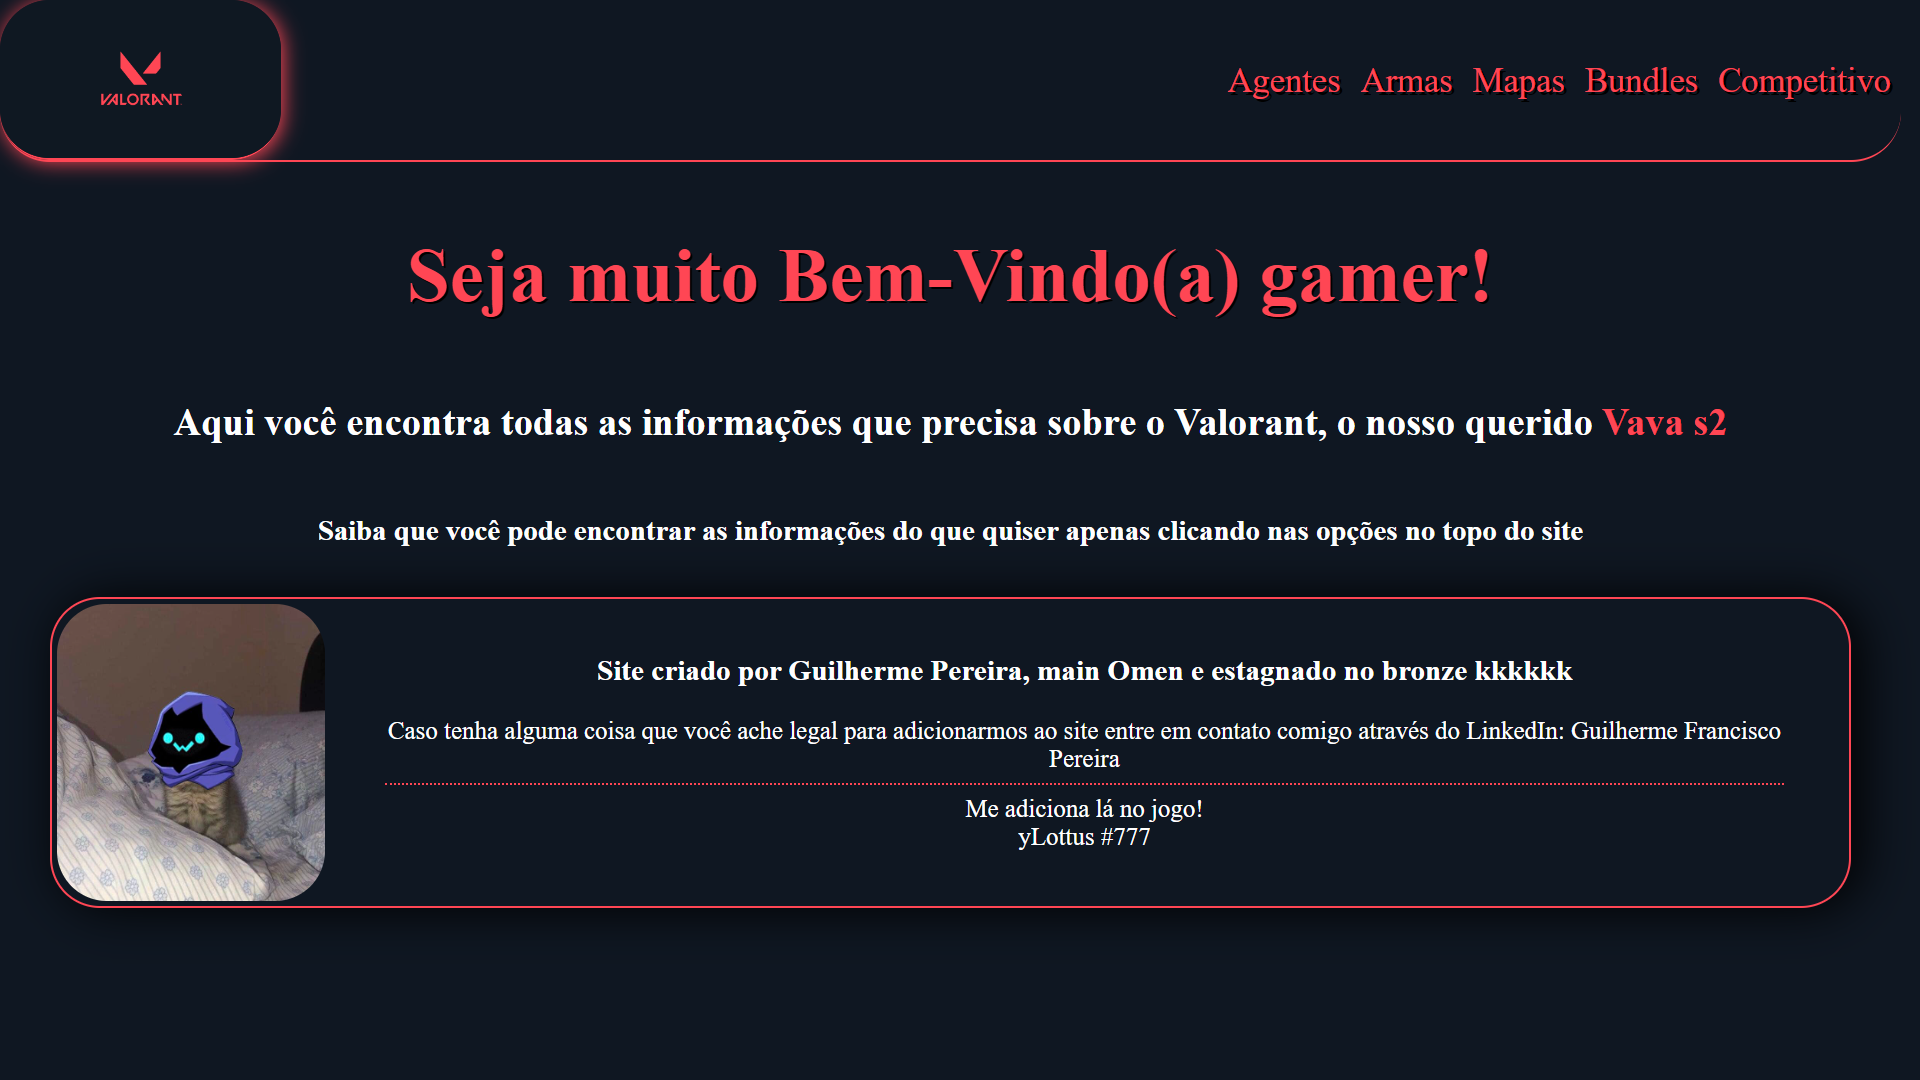 VALORANT
Agentes Armas Mapas Bundles Competitivo
Seja muito Bem-Vindo(a) gamer!
Aqui você encontra todas as informações que precisa sobre o Valorant, o nosso querido Vava s2
Saiba que você pode encontrar as informações do que quiser apenas clicando nas opções no topo do site
Site criado por Guilherme Pereira, main Omen e estagnado no bronze kkkkkk
Caso tenha alguma coisa que você ache legal para adicionarmos ao site entre em contato comigo através do LinkedIn: Guilherme Francisco
Pereira
Me adiciona lá no jogo!
yLottus #777